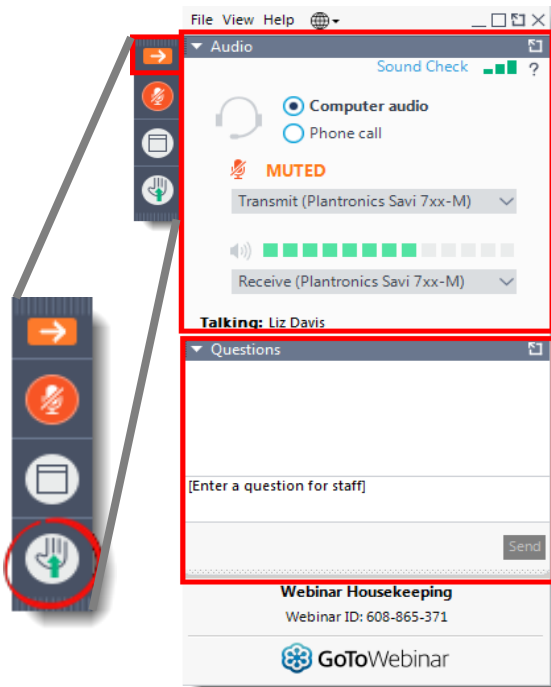 File View Help
Audio
Sound Check ?
Computer audio
Phone call
MUTED
Transmit (Plantronics Savi 7xx-M)
Receive (Plantronics Savi 7xx-M)
Talking: Liz Davis
Questions
[Enter a question for staff]
Send
Webinar Housekeeping
Webinar ID: 608-865-371
GoToWebinar